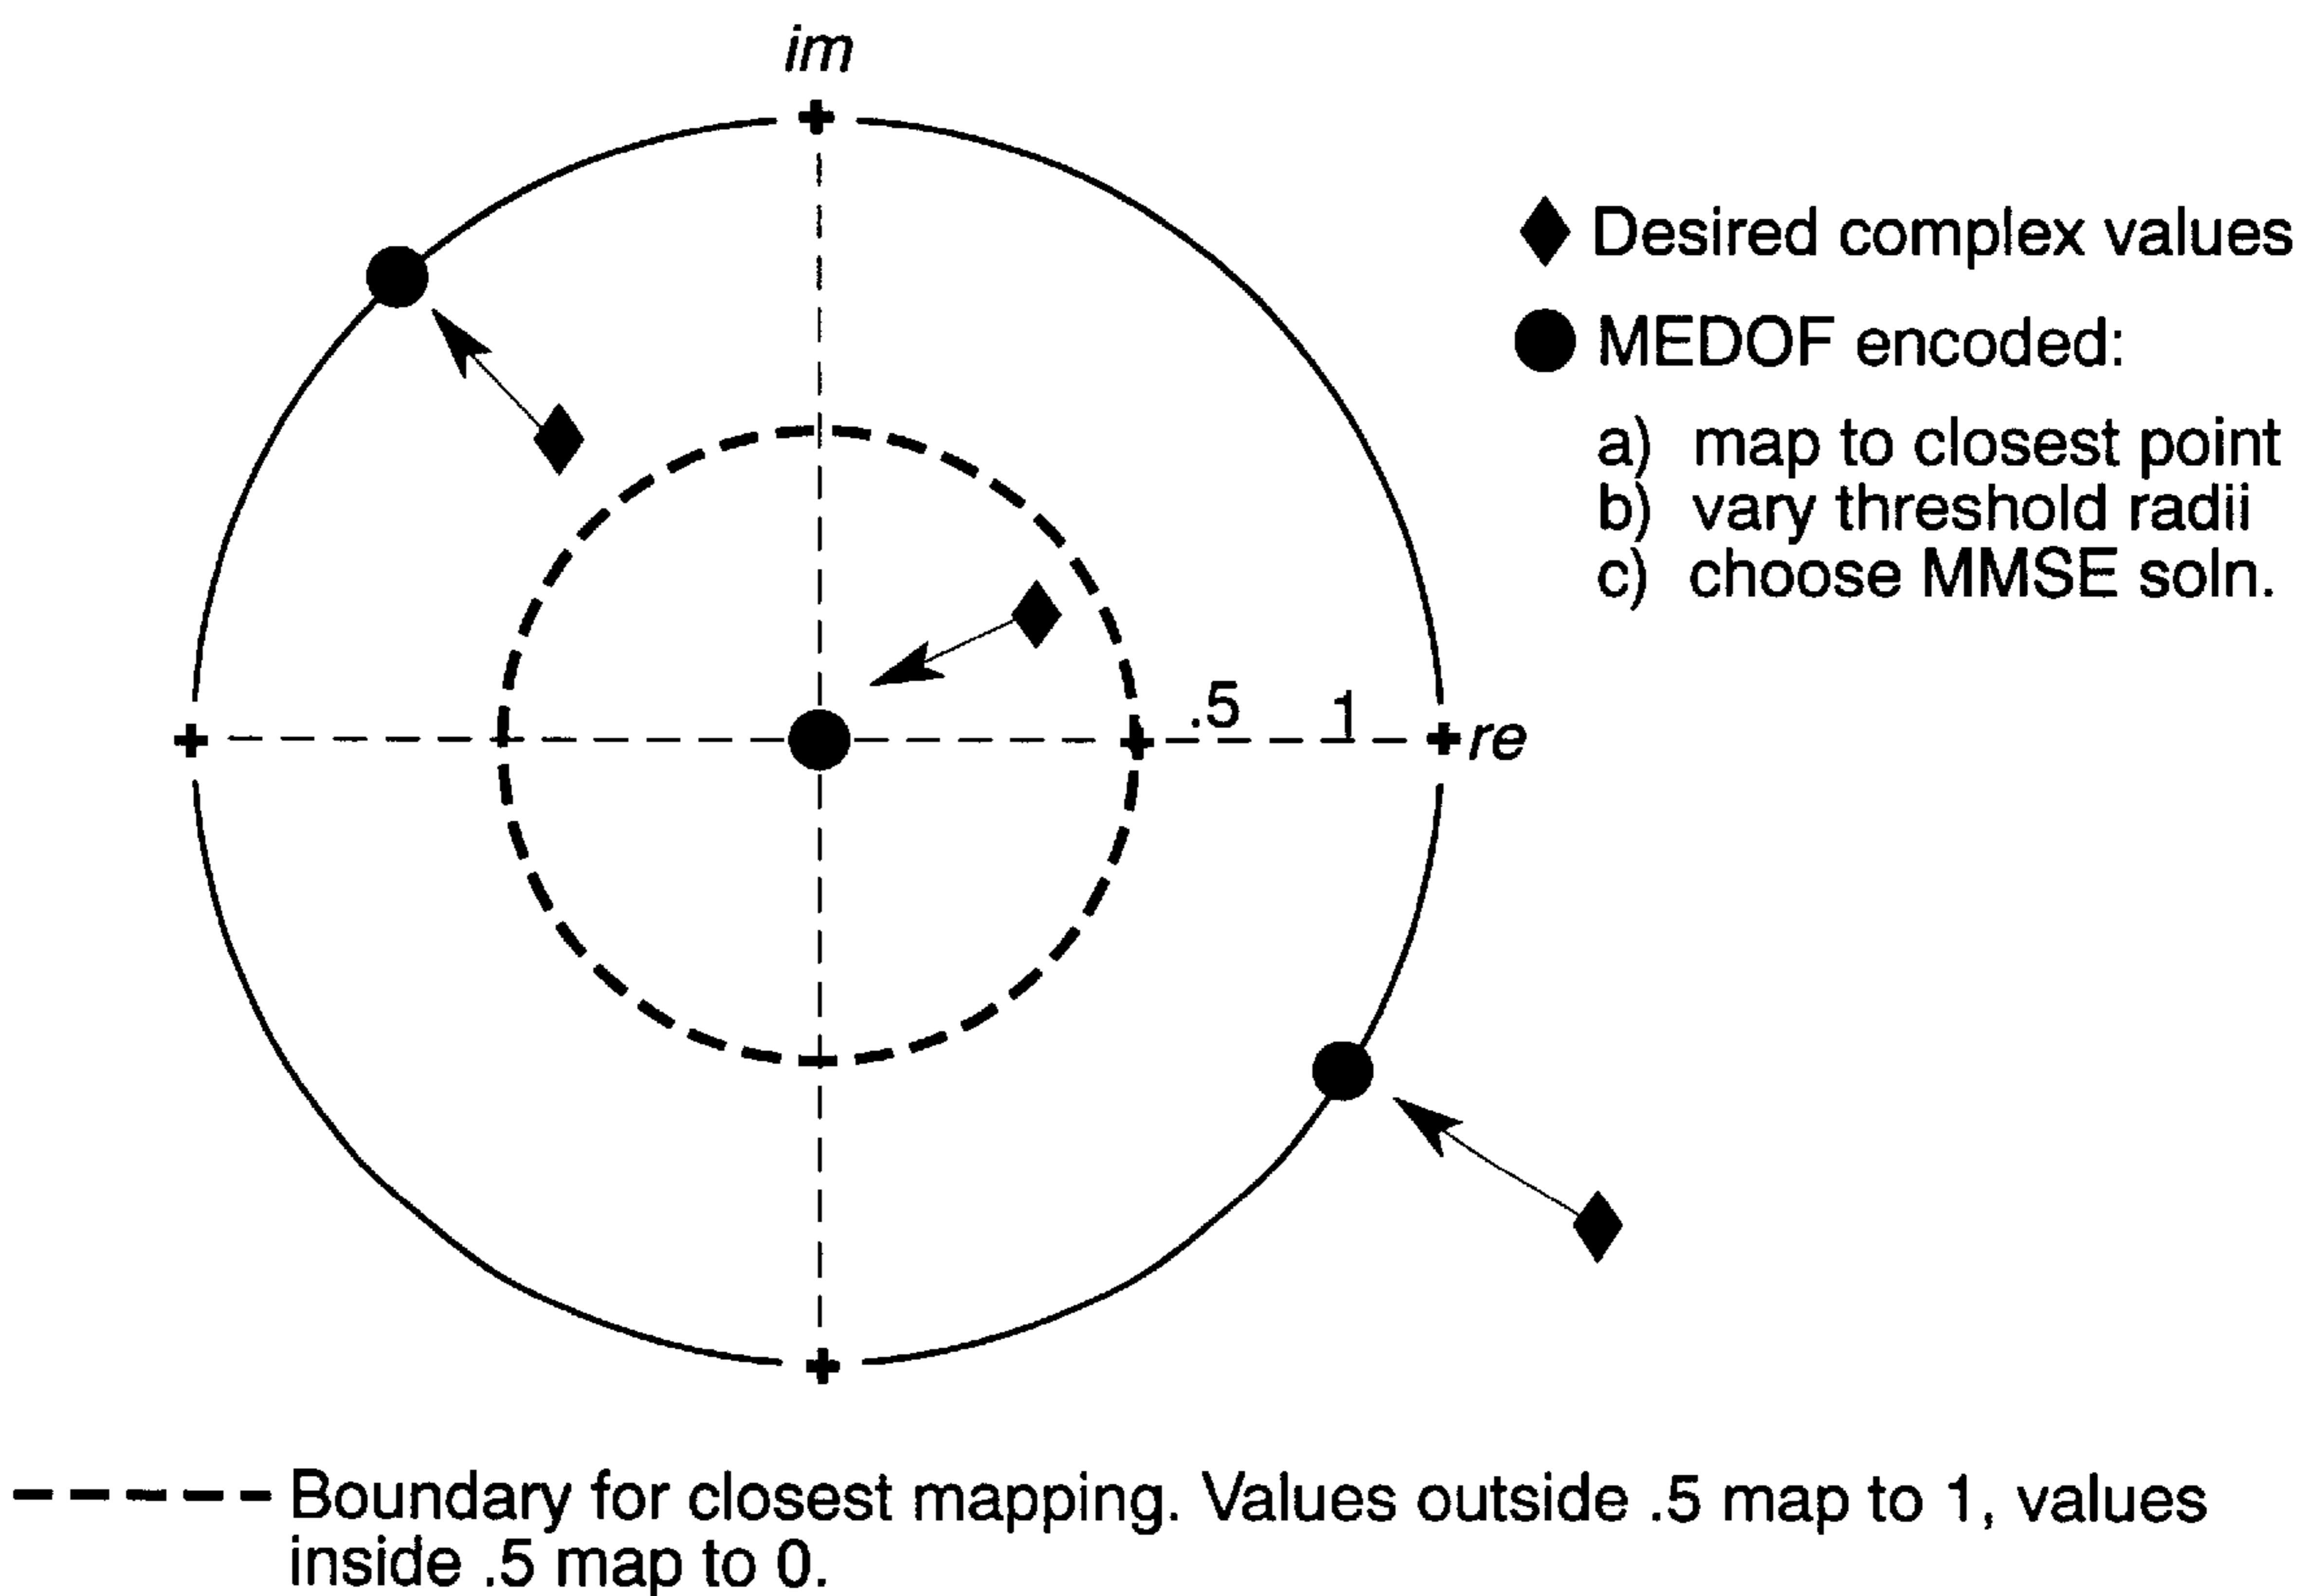 im
Desired complex values
MEDOF encoded:
a) map to closest point
b) vary threshold radii
c) choose MMSE soln.
.5 1
re
Boundary for closest mapping. Values outside .5 map to 1, values
inside .5 map to 0.